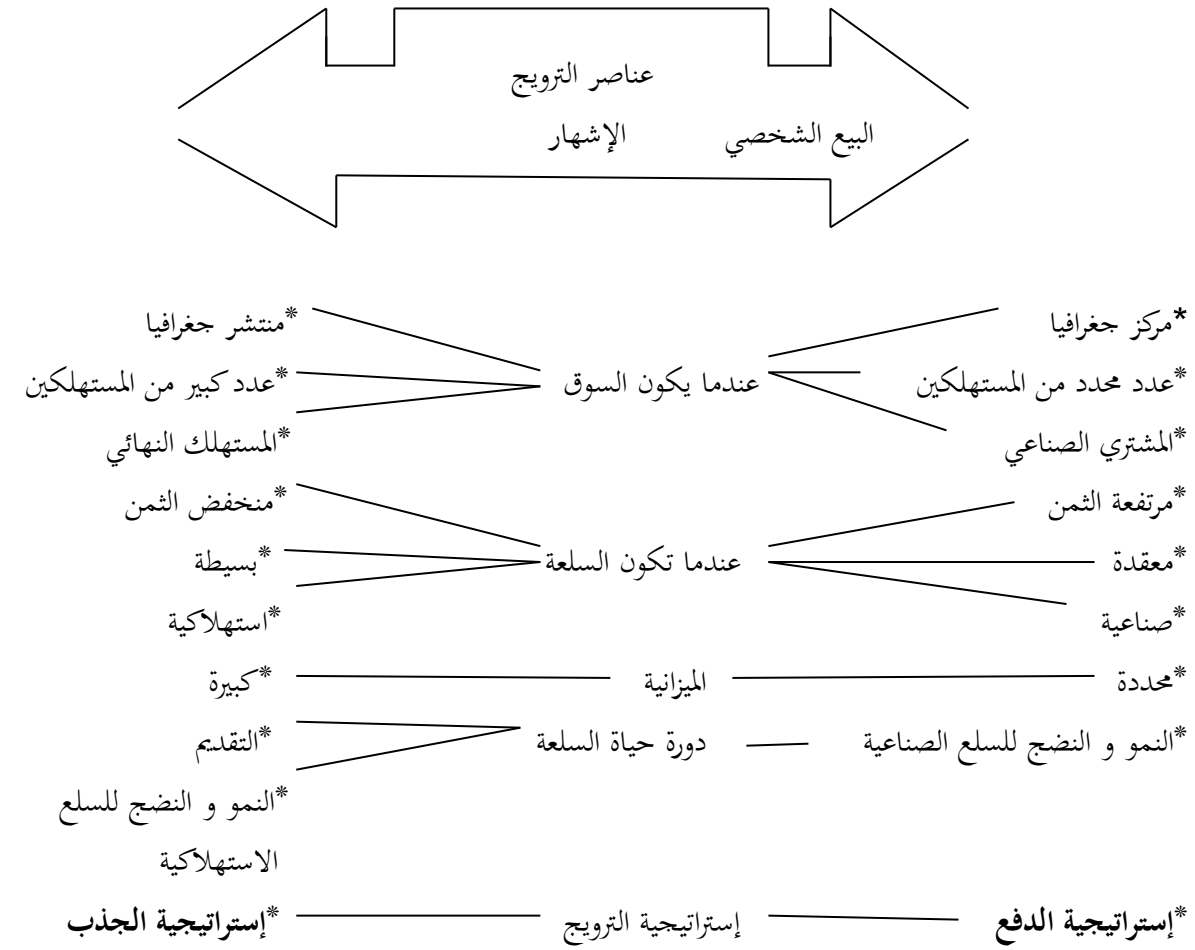 عناصر الترويج
البيع الشخصي الإشهار
*مركز جغرافيا *منتشر جغرافيا
*عدد محدد من المستهلكين عندما يكون السوق *عدد كبير من المستهلكين
*المشتري الصناعي *المستهلك النهائي
*مرتفعة الثمن *منخفض الثمن
*معقدة عندما تكون السلعة *بسيطة
*صناعية *استهلاكية
*محددة الميزانية *كبيرة
*النمو و النضج للسلع الصناعية دورة حياة السلعة *التقديم
*النمو و النضج للسلع
الاستهلاكية
*إستراتيجية الدفع إستراتيجية الترويج *إستراتيجية الجذب